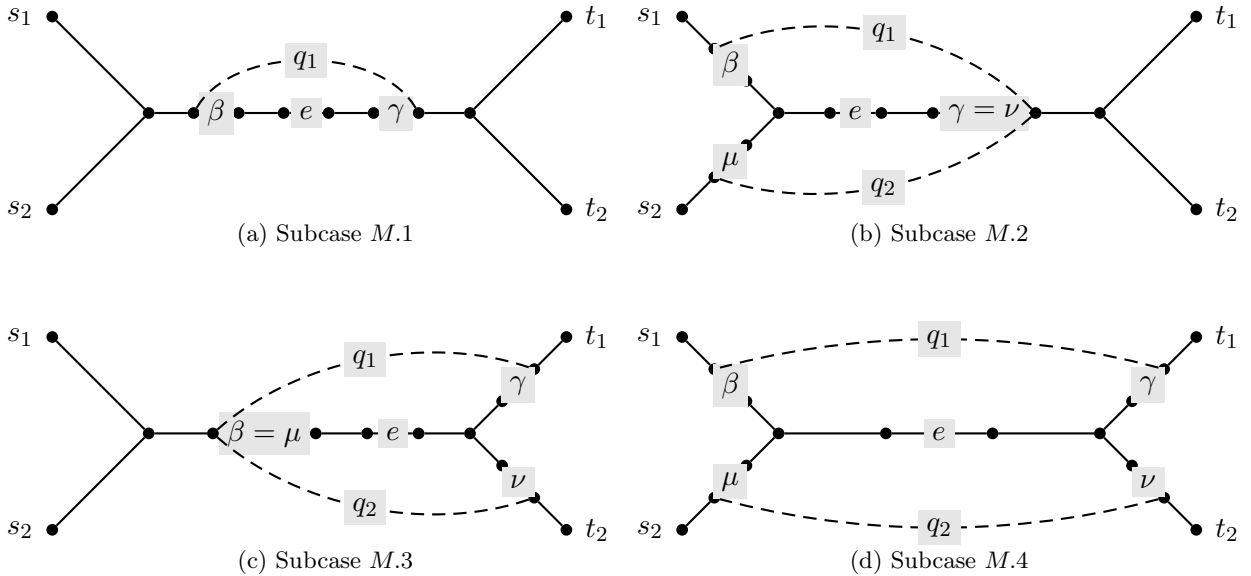 s₁ t₁
q₁
β e γ
s₂ t₂
(a) Subcase M.1
s₁ t₁
q₁
β
e γ = ν
μ
q₂
s₂ t₂
(b) Subcase M.2
s₁ t₁
q₁
γ
β = μ e
ν
q₂
s₂ t₂
(c) Subcase M.3
s₁ t₁
q₁
β γ
e
μ ν
q₂
s₂ t₂
(d) Subcase M.4